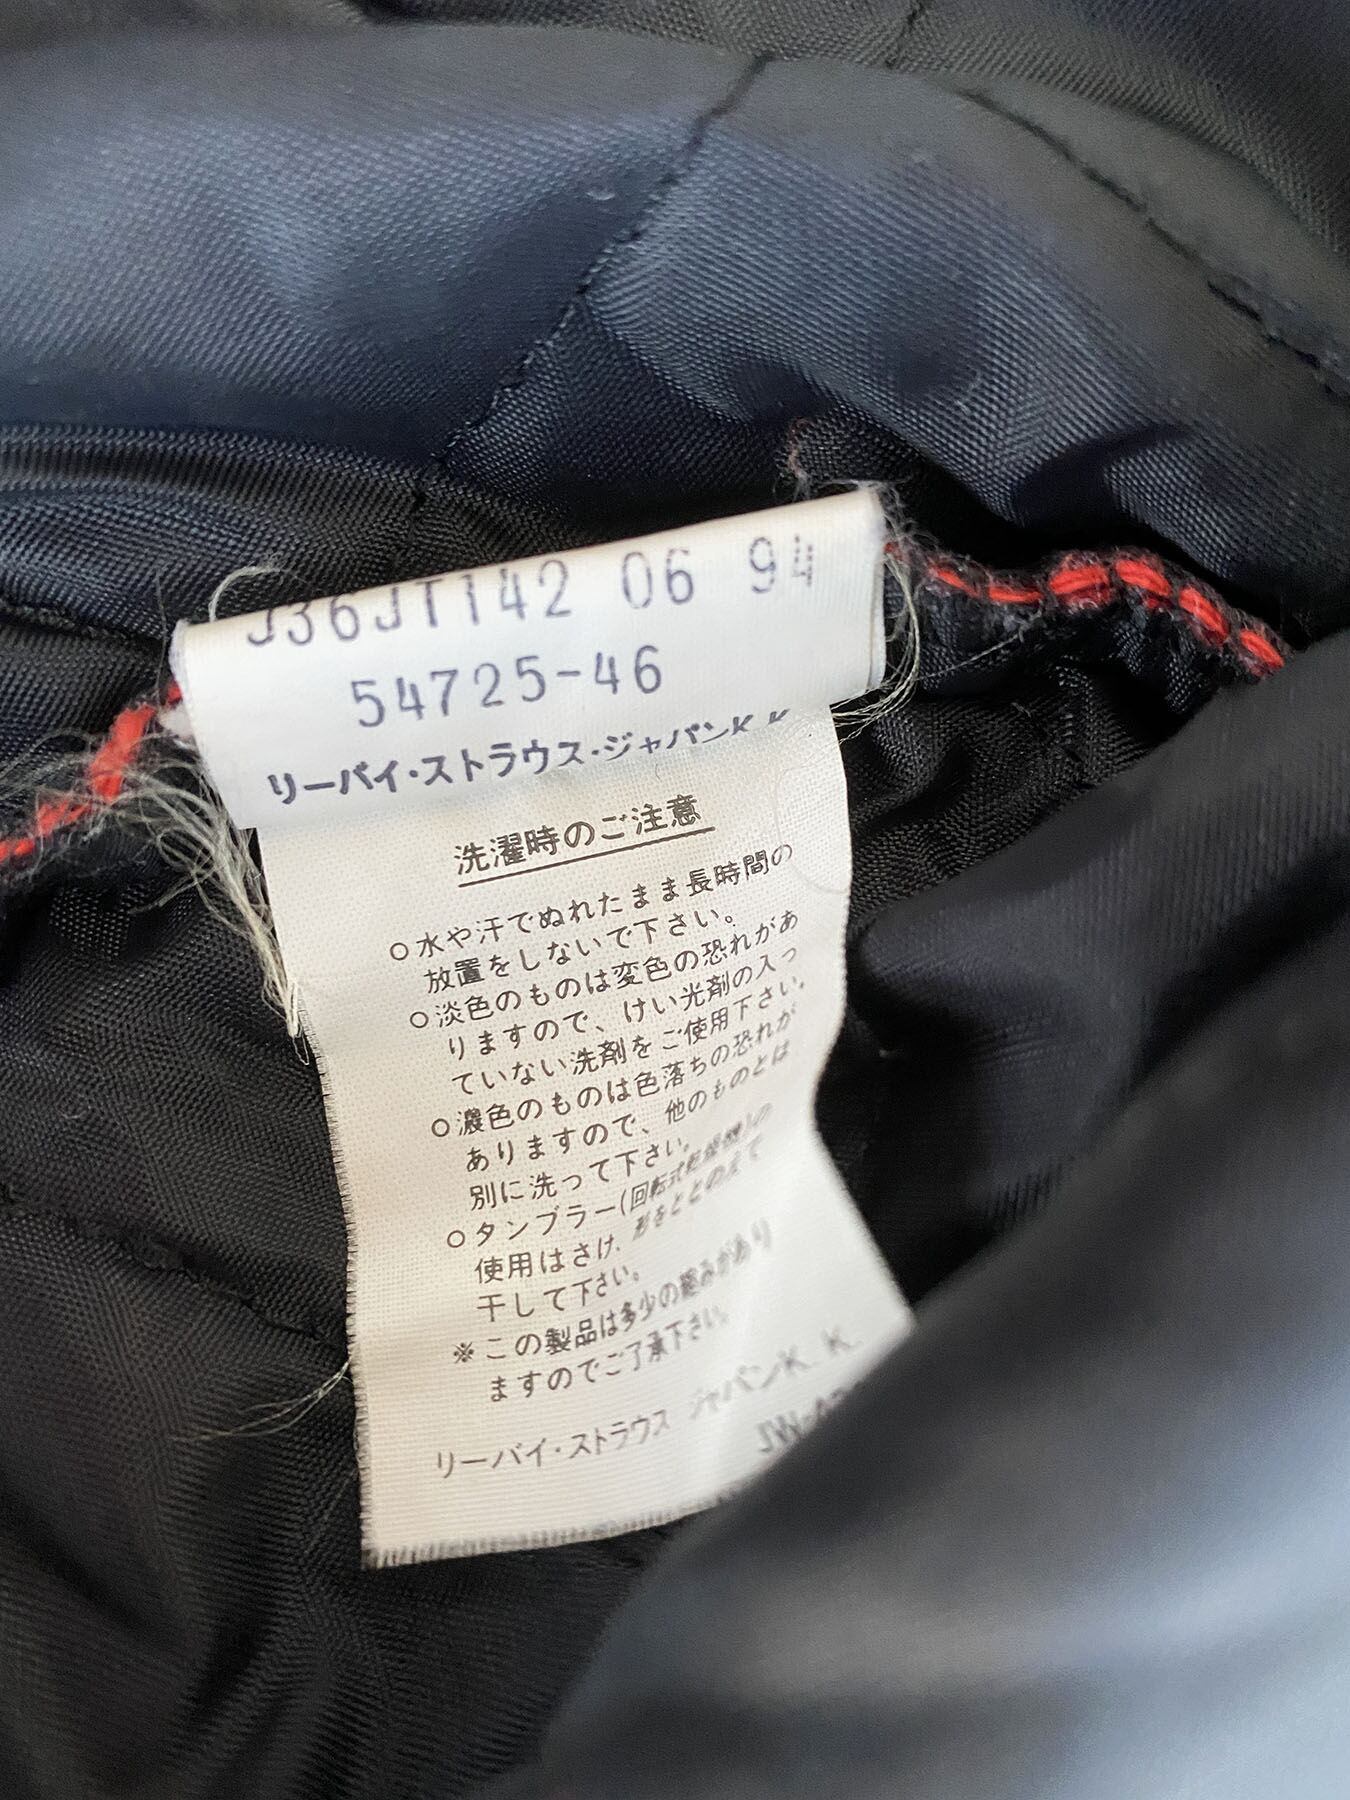 J36JT142 06 94
54725-46
リーバイ・ストラウス・ジャパンK.K
洗濯時のご注意
○水や汗でぬれたまま長時間の
放置をしないで下さい。
○淡色のものは変色の恐れがあ
りますので、けい光剤の入っ
ていない洗剤をご使用下さい。
○濃色のものは色落ちの恐れが
ありますので、他のものとは
別に洗って下さい。
○タンブラー(回転式乾燥機)の
使用はさけ、形をととのえて
干して下さい。
※この製品は多少の縮みがあり
ますのでご了承下さい。
リーバイ・ストラウス ジャパンK.K.